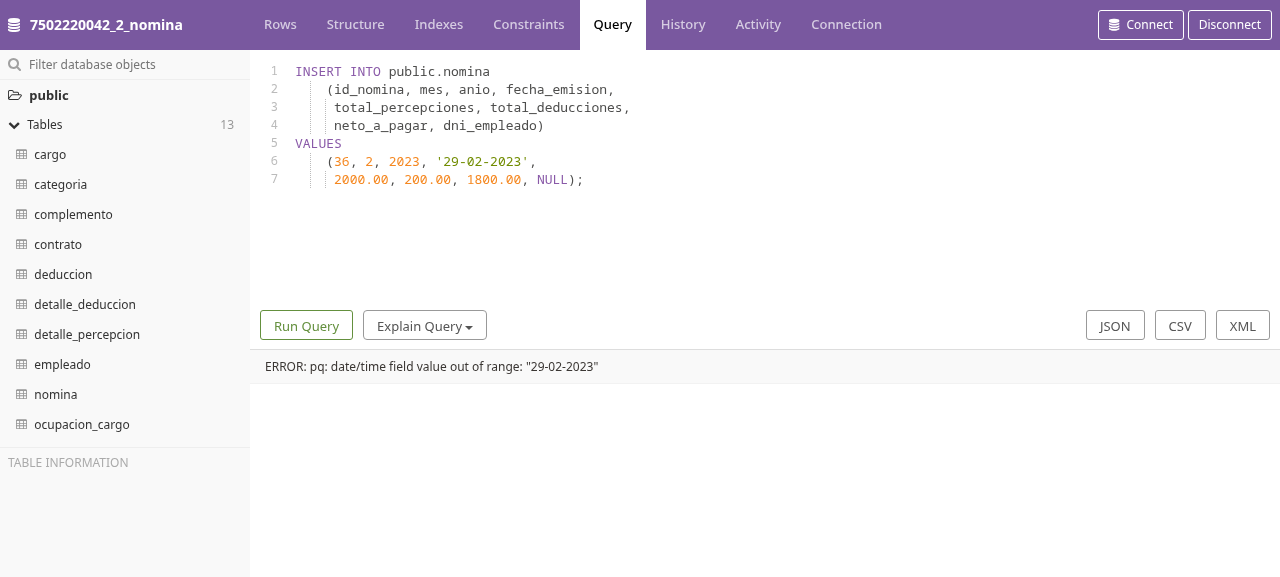 7502220042_2_nomina
Rows Structure Indexes Constraints Query History Activity Connection
Connect Disconnect
Filter database objects
public
Tables 13
cargo
categoria
complemento
contrato
deduccion
detalle_deduccion
detalle_percepcion
empleado
nomina
ocupacion_cargo
TABLE INFORMATION
1 INSERT INTO public.nomina
2 (id_nomina, mes, anio, fecha_emision,
3 total_percepciones, total_deducciones,
4 neto_a_pagar, dni_empleado)
5 VALUES
6 (36, 2, 2023, '29-02-2023',
7 2000.00, 200.00, 1800.00, NULL);
Run Query Explain Query JSON CSV XML
ERROR: pq: date/time field value out of range: "29-02-2023"